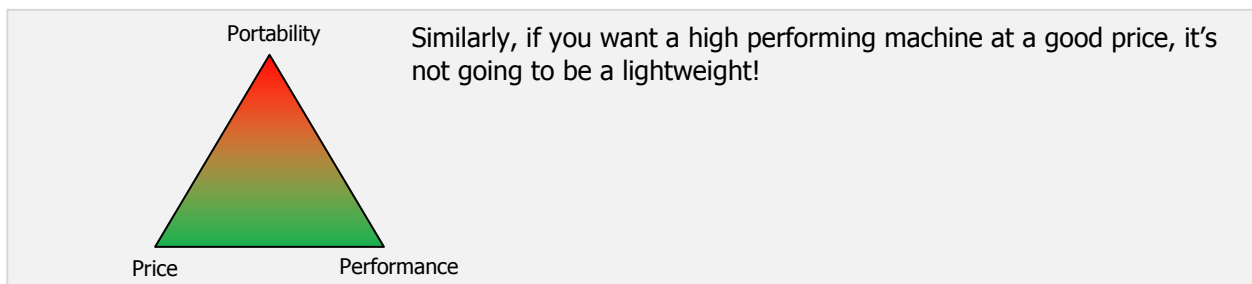 Portability
Similarly, if you want a high performing machine at a good price, it’s
not going to be a lightweight!
Price
Performance